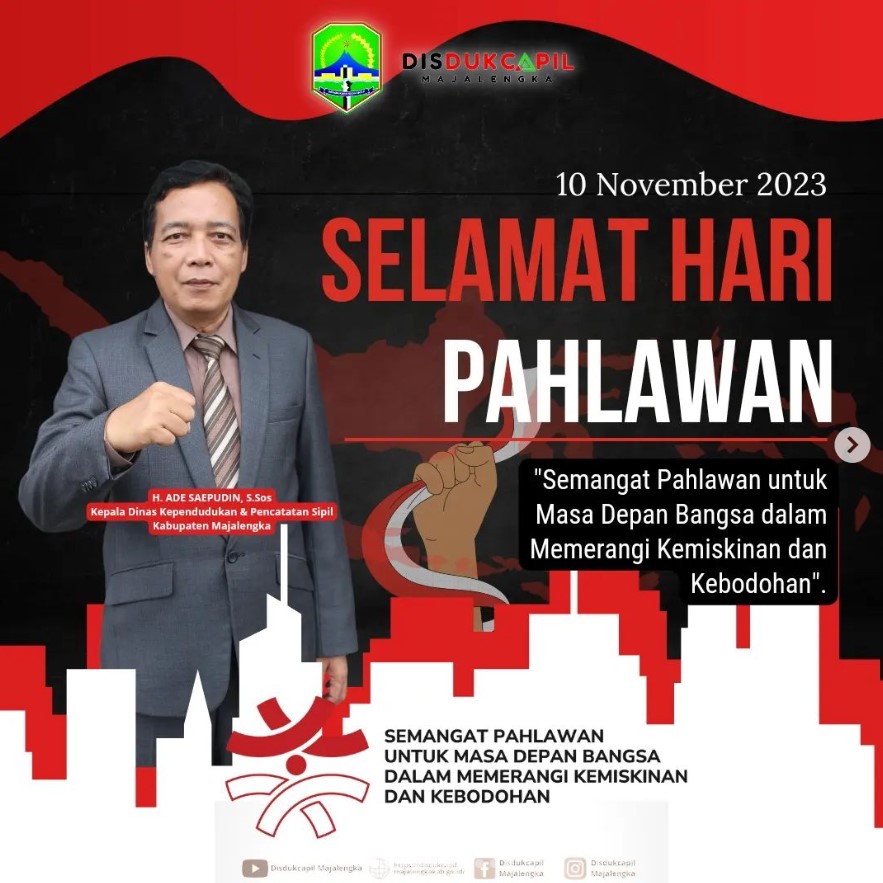 DISDUKCAPIL
MAJALENGKA
10 November 2023
SELAMAT HARI
PAHLAWAN
"Semangat Pahlawan untuk
Masa Depan Bangsa dalam
Memerangi Kemiskinan dan
Kebodohan".
H. ADE SAEPUDIN, S.Sos
Kepala Dinas Kependudukan & Pencatatan Sipil
Kabupaten Majalengka
SEMANGAT PAHLAWAN
UNTUK MASA DEPAN BANGSA
DALAM MEMERANGI KEMISKINAN
DAN KEBODOHAN
Disdukcapil Majalengka
Disdukcapil
Majalengka
Disdukcapil
Majalengka